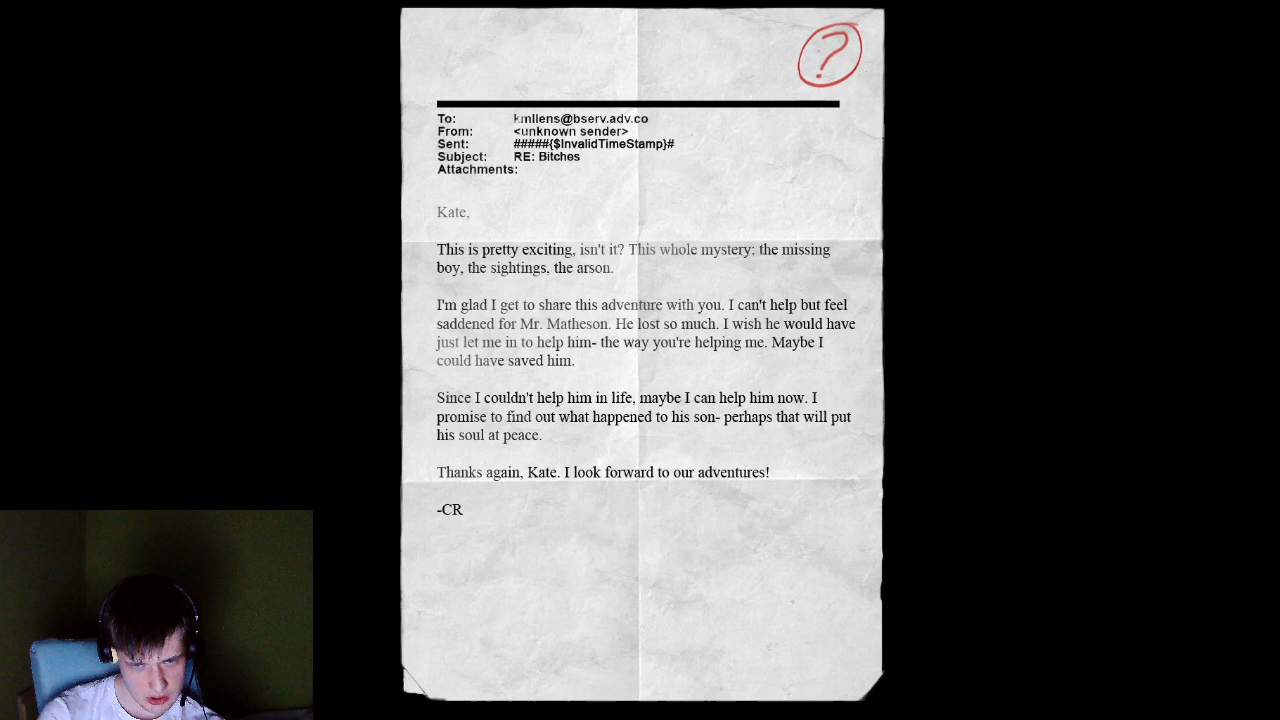 ?
To: kmllens@bserv.adv.co
From: <unknown sender>
Sent: #####{$InvalidTimeStamp}#
Subject: RE: Bitches
Attachments:
Kate,
This is pretty exciting, isn't it? This whole mystery: the missing
boy, the sightings, the arson.
I'm glad I get to share this adventure with you. I can't help but feel
saddened for Mr. Matheson. He lost so much. I wish he would have
just let me in to help him- the way you're helping me. Maybe I
could have saved him.
Since I couldn't help him in life, maybe I can help him now. I
promise to find out what happened to his son- perhaps that will put
his soul at peace.
Thanks again, Kate. I look forward to our adventures!
-CR